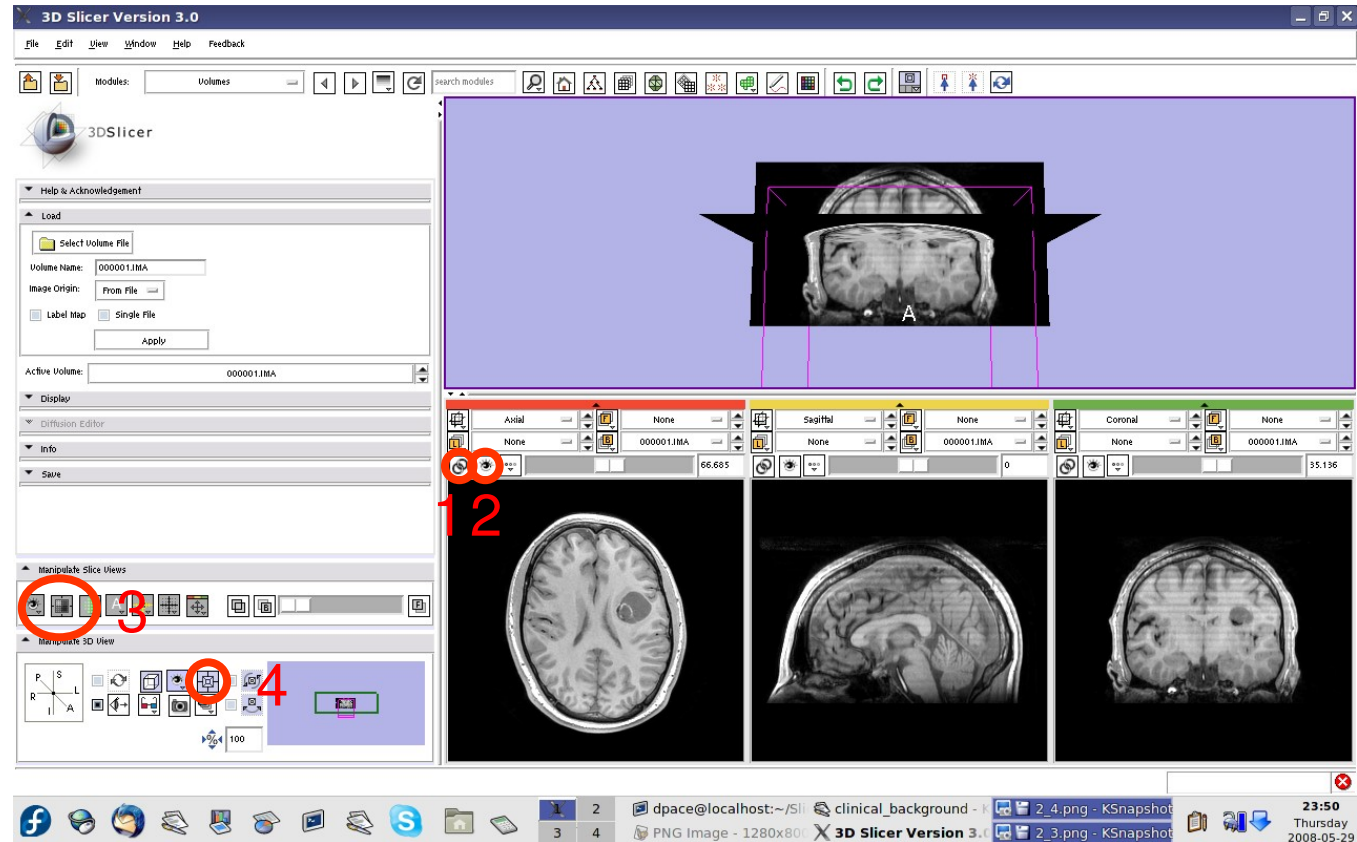 3D Slicer Version 3.0
File Edit View Window Help Feedback
Modules: Volumes search modules
3DSlicer
Help & Acknowledgement
Load
Select Volume File
Volume Name: 000001.IMA
Image Origin: From File
Label Map Single File
Apply
Active Volume: 000001.IMA
Display
Diffusion Editor
Info
Save
Manipulate Slice Views
3
Manipulate 3D View
P S
R L
I A
4
100
A
Axial F None
L None B 000001.IMA
66.685
1 2
Sagittal F None
L None B 000001.IMA
0
Coronal F None
L None B 000001.IMA
35.136
1 2
3 4
dpace@localhost:~/Sli
PNG Image - 1280x800
clinical_background - K
3D Slicer Version 3.0
2_4.png - KSnapshot
2_3.png - KSnapshot
23:50
Thursday
2008-05-29